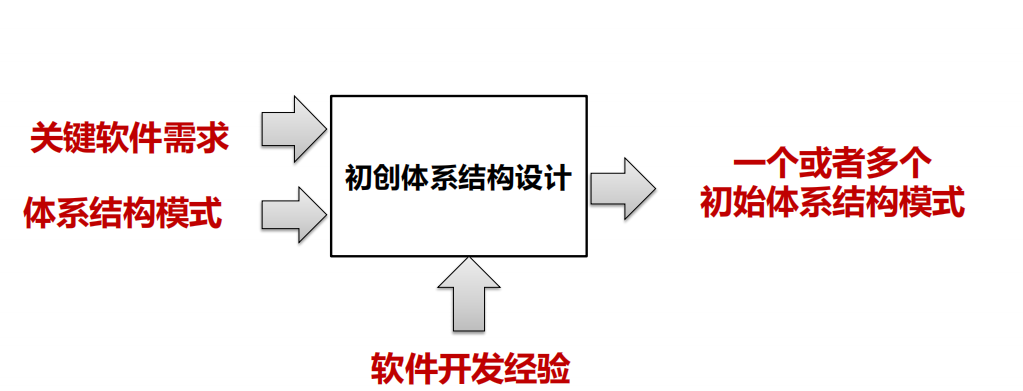 关键软件需求
体系结构模式
初创体系结构设计
一个或者多个
初始体系结构模式
软件开发经验